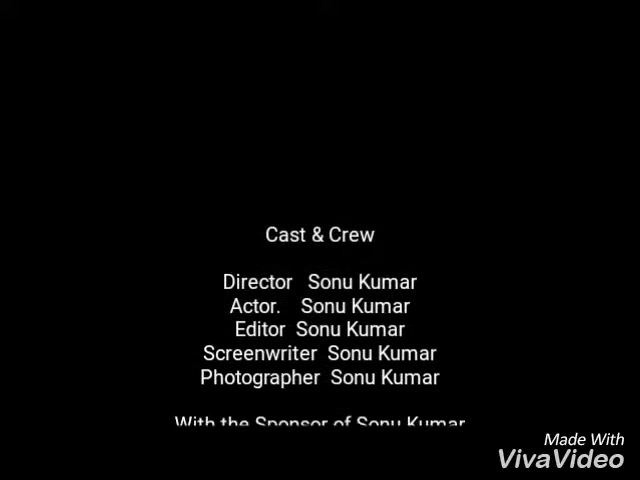 Cast & Crew
Director Sonu Kumar
Actor. Sonu Kumar
Editor Sonu Kumar
Screenwriter Sonu Kumar
Photographer Sonu Kumar
With the Sponsor of Sonu Kumar
Made With
VivaVideo